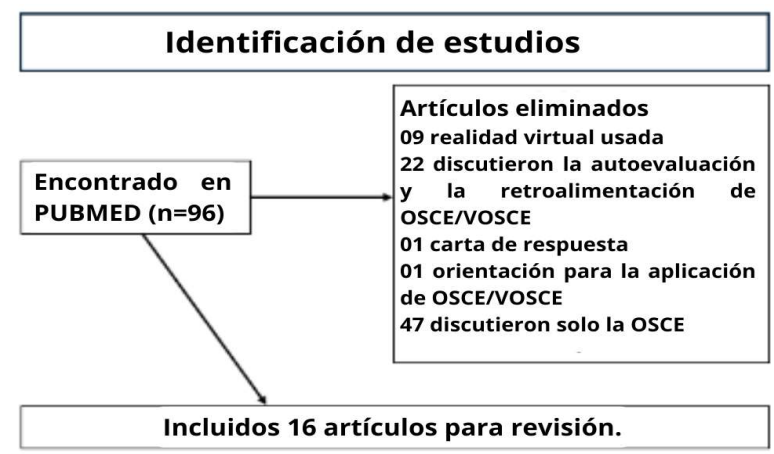 Identificación de estudios
Artículos eliminados
09 realidad virtual usada
22 discutieron la autoevaluación
y la retroalimentación de
OSCE/VOSCE
01 carta de respuesta
01 orientación para la aplicación
de OSCE/VOSCE
47 discutieron solo la OSCE
Encontrado en
PUBMED (n=96)
Incluidos 16 artículos para revisión.